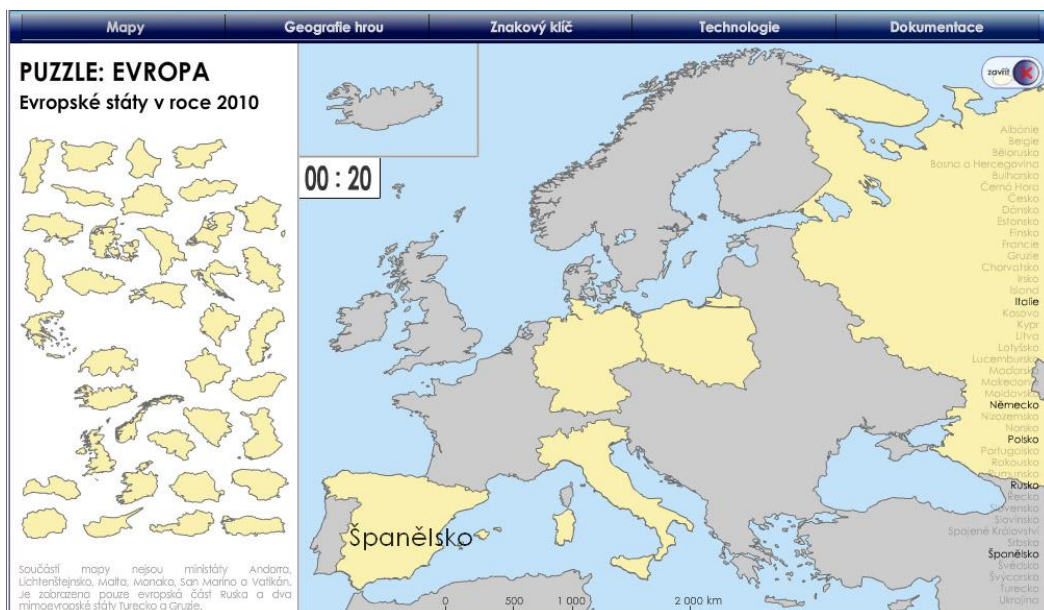 Mapy
Geografie hrou
Znakový klíč
Technologie
Dokumentace
PUZZLE: EVROPA
Evropské státy v roce 2010
00 : 20
Španělsko
Součástí mapy nejsou ministáty Andorra,
Lichtenštejnsko, Malta, Monako, San Marino a Vatikán.
Je zobrazena pouze evropská část Ruska a dva
mimoevropské státy Turecko a Gruzie.
0 500 1 000 2 000 km
zavřít
Albánie
Belgie
Bělorusko
Bosna a Hercegovina
Bulharsko
Černá Hora
Česko
Dánsko
Estonsko
Finsko
Francie
Gruzie
Chorvatsko
Irsko
Island
Itálie
Kosovo
Kypr
Litva
Lotyšsko
Lucembursko
Maďarsko
Makedonie
Moldavsko
Německo
Nizozemsko
Norsko
Polsko
Portugalsko
Rakousko
Rumunsko
Rusko
Řecko
Slovensko
Slovinsko
Spojené Království
Srbsko
Španělsko
Švédsko
Švýcarsko
Turecko
Ukrajina